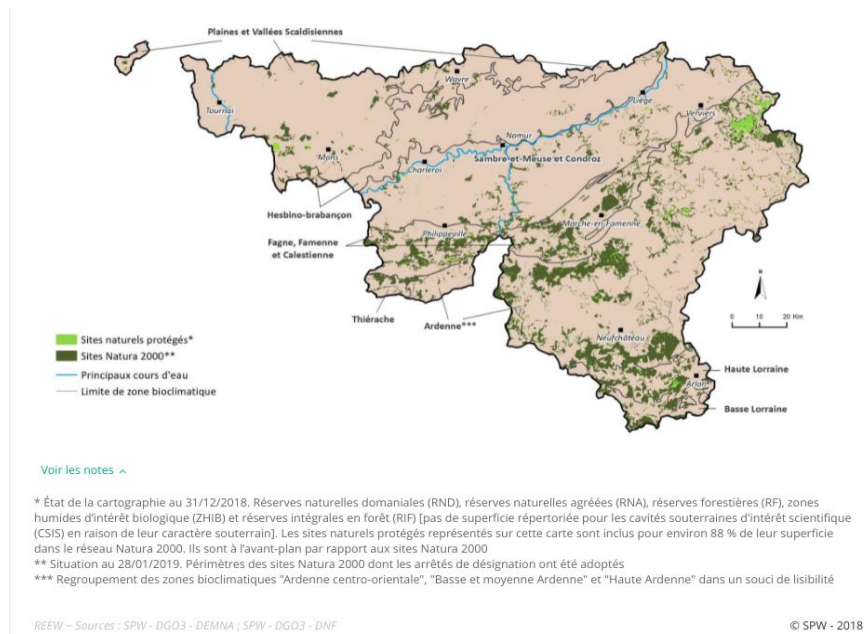 Plaines et Vallées Scaldisiennes
Wavre
Tournai
Liège
Verviers
Namur
Mons
Sambre-et-Meuse et Condroz
Charleroi
Hesbino-brabançon
Marche-en-Famenne
Philippeville
Fagne, Famenne
et Calestienne
N
Thiérache
0 10 20 Km
Ardenne***
Neufchâteau
Sites naturels protégés*
Sites Natura 2000**
Haute Lorraine
Principaux cours d'eau
Arlon
Limite de zone bioclimatique
Basse Lorraine
Voir les notes
* État de la cartographie au 31/12/2018. Réserves naturelles domaniales (RND), réserves naturelles agréées (RNA), réserves forestières (RF), zones
humides d'intérêt biologique (ZHIB) et réserves intégrales en forêt (RIF) [pas de superficie répertoriée pour les cavités souterraines d'intérêt scientifique
(CSIS) en raison de leur caractère souterrain]. Les sites naturels protégés représentés sur cette carte sont inclus pour environ 88 % de leur superficie
dans le réseau Natura 2000. Ils sont à l'avant-plan par rapport aux sites Natura 2000
** Situation au 28/01/2019. Périmètres des sites Natura 2000 dont les arrêtés de désignation ont été adoptés
*** Regroupement des zones bioclimatiques "Ardenne centro-orientale", "Basse et moyenne Ardenne" et "Haute Ardenne" dans un souci de lisibilité
REEW – Sources : SPW - DGO3 - DEMNA ; SPW - DGO3 - DNF
© SPW - 2018